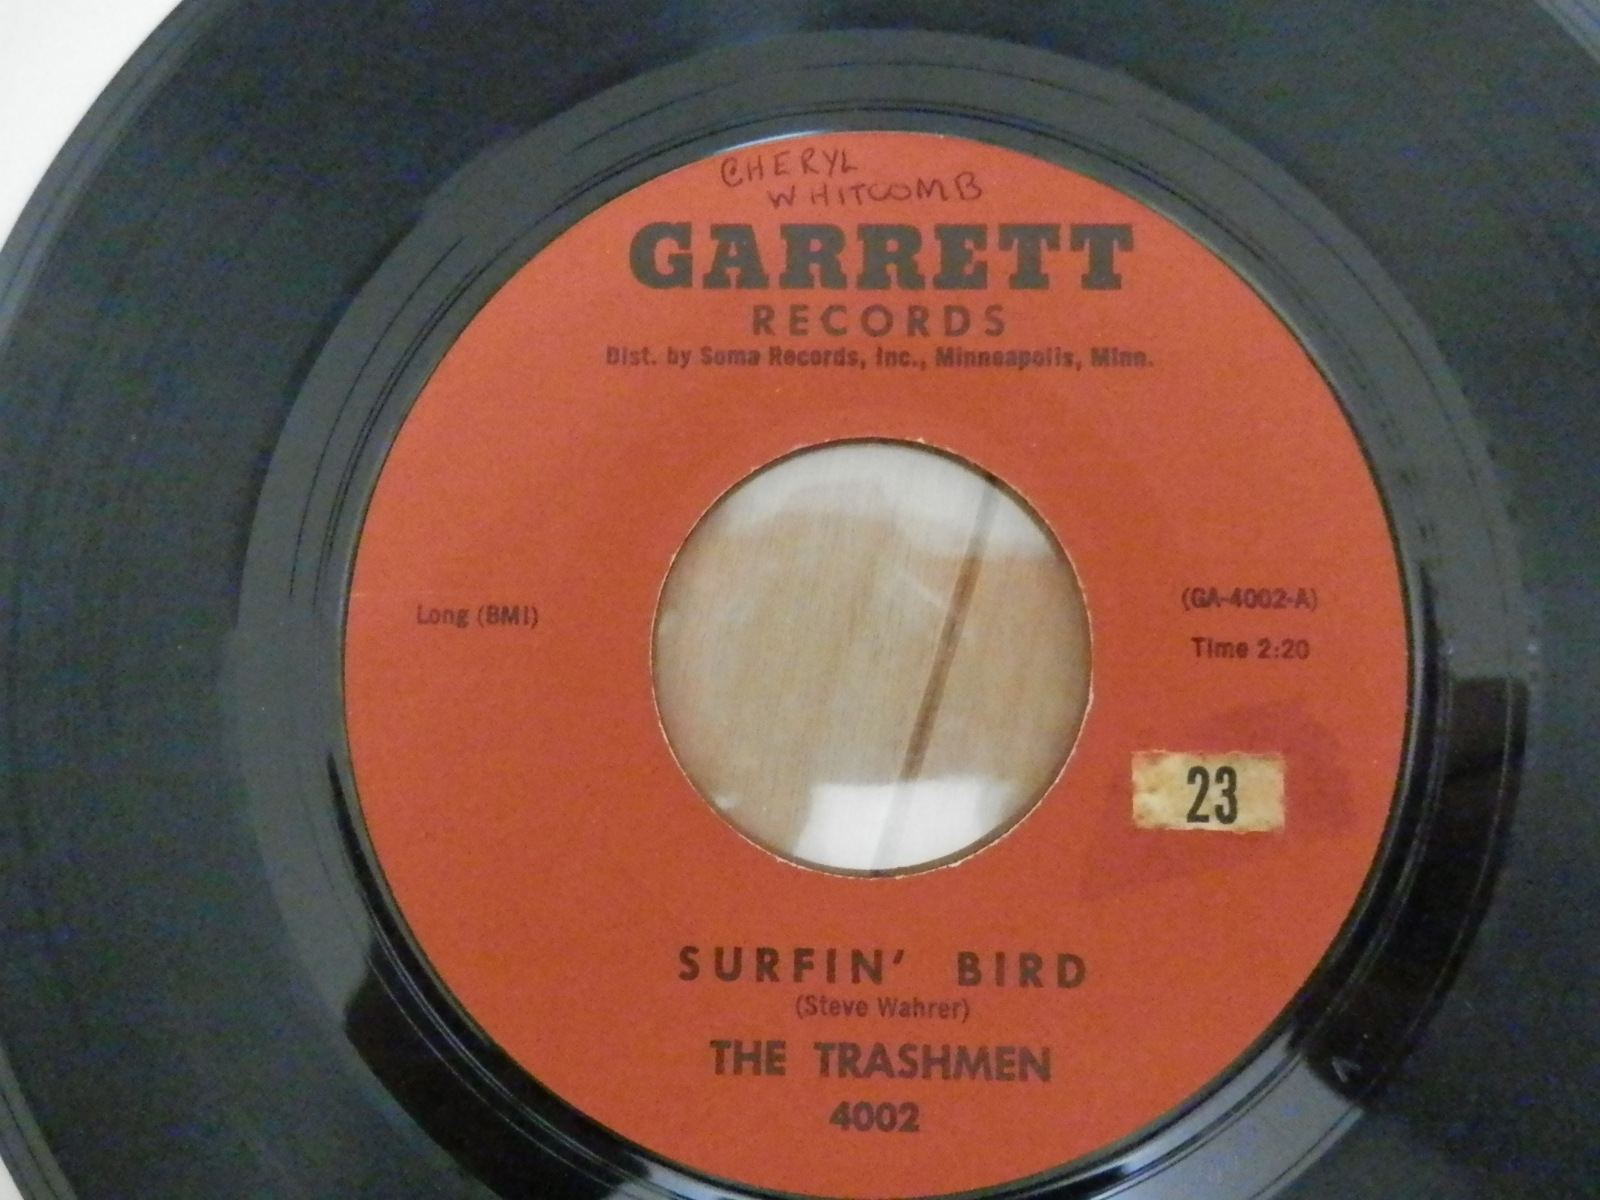 CHERYL
WHITCOMB
GARRETT
RECORDS
Dist. by Soma Records, Inc., Minneapolis, Minn.
Long (BMI)
(GA-4002-A)
Time 2:20
23
SURFIN' BIRD
(Steve Wahrer)
THE TRASHMEN
4002